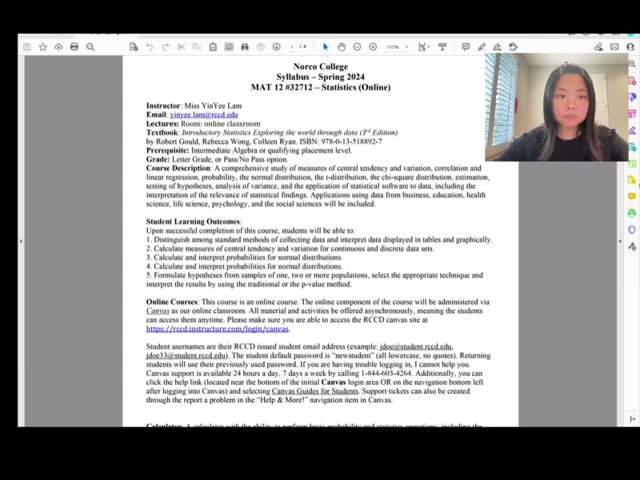 1 / 4
117%
Norco College
Syllabus – Spring 2024
MAT 12 #32712 – Statistics (Online)
Instructor: Miss YinYee Lam
Email: yinyee.lam@rccd.edu
Lectures: Room: online classroom
Textbook: Introductory Statistics Exploring the world through data (3rd Edition)
by Robert Gould, Rebecca Wong, Colleen Ryan. ISBN: 978-0-13-518892-7
Prerequisite: Intermediate Algebra or qualifying placement level.
Grade: Letter Grade, or Pass/No Pass option.
Course Description: A comprehensive study of measures of central tendency and variation, correlation and
linear regression, probability, the normal distribution, the t-distribution, the chi-square distribution, estimation,
testing of hypotheses, analysis of variance, and the application of statistical software to data, including the
interpretation of the relevance of statistical findings. Applications using data from business, education, health
science, life science, psychology, and the social sciences will be included.
Student Learning Outcomes:
Upon successful completion of this course, students will be able to:
1. Distinguish among standard methods of collecting data and interpret data displayed in tables and graphically.
2. Calculate measures of central tendency and variation for continuous and discrete data sets.
3. Calculate and interpret probabilities for normal distributions.
4. Calculate and interpret probabilities for normal distributions.
5. Formulate hypotheses from samples of one, two or more populations, select the appropriate technique and
interpret the results by using the traditional or the p-value method.
Online Courses: This course is an online course. The online component of the course will be administered via
Canvas as our online classroom. All material and activities be offered asynchronously, meaning the students
can access them anytime. Please make sure you are able to access the RCCD canvas site at
https://rccd.instructure.com/login/canvas.
Student usernames are their RCCD issued student email address (example: jdoe@student.rccd.edu,
jdoe33@student.rccd.edu). The student default password is “newstudent” (all lowercase, no quotes). Returning
students will use their previously used password. If you are having trouble logging in, I cannot help you.
Canvas support is available 24 hours a day, 7 days a week by calling 1-844-603-4264. Additionally, you can
click the help link (located near the bottom of the initial Canvas login area OR on the navigation bottom left
after logging into Canvas) and selecting Canvas Guides for Students. Support tickets can also be created
through the report a problem in the “Help & More!” navigation item in Canvas.
Calculator: A calculator with the ability to perform basic probability and statistics operations, including the